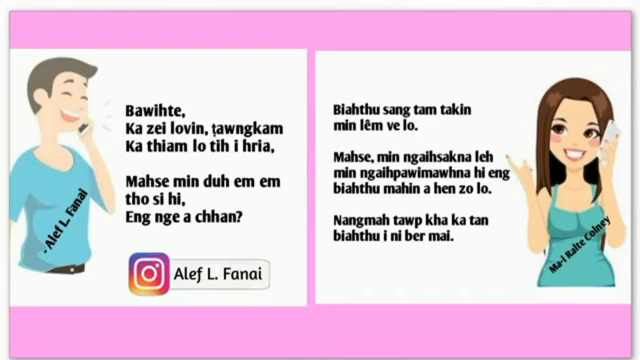 Bawihte,
Ka zei lovin, ṭawngkam
Ka thiam lo tih i hria,
Mahse min duh em em
tho si hi,
Eng nge a chhan?
- Alef L. Fanai
Alef L. Fanai
Biahthu sang tam takin
min lêm ve lo.
Mahse, min ngaihsakna leh
min ngaihpawimawhna hi eng
biahthu mahin a hen zo lo.
Nangmah tawp kha ka tan
biahthu i ni ber mai.
Ma-i Ralte Colney